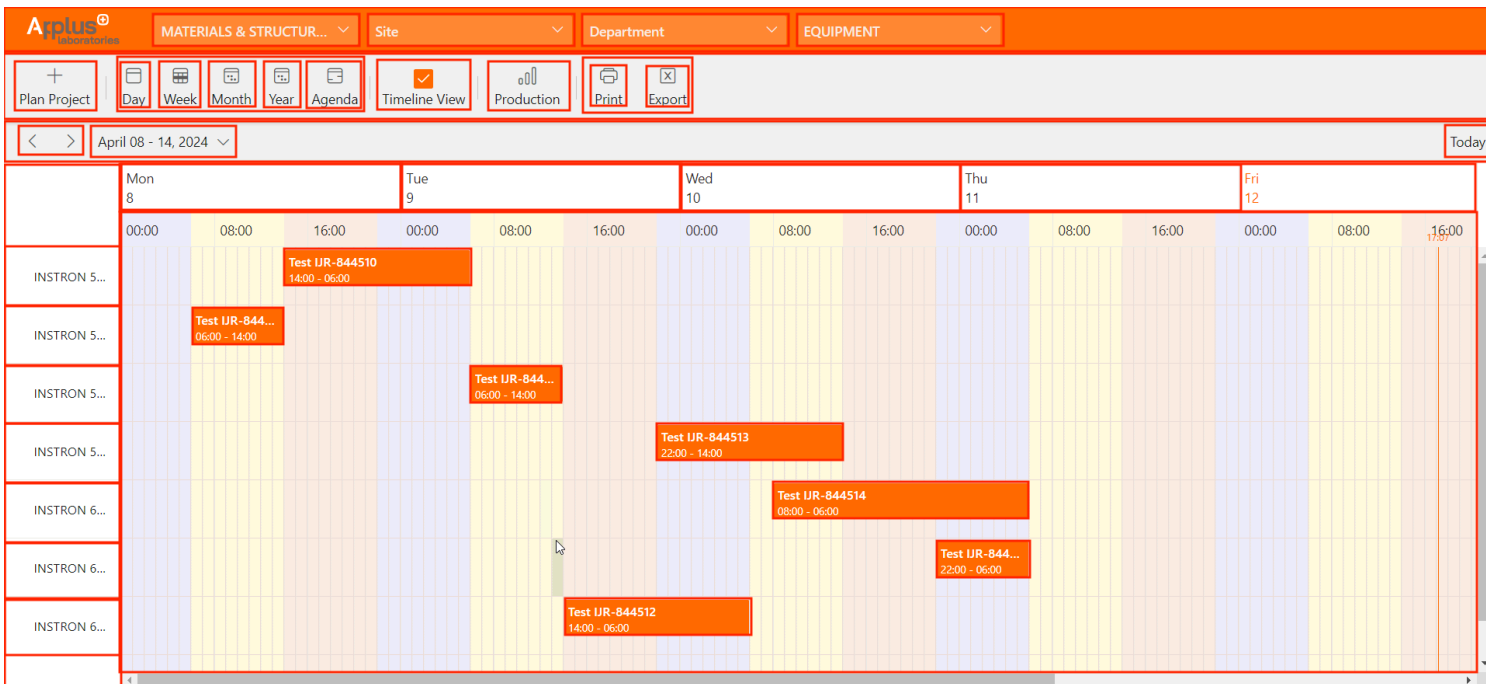 Applus+
laboratories
MATERIALS & STRUCTUR... Site Department EQUIPMENT
Plan Project Day Week Month Year Agenda Timeline View Production Print Export
April 08 - 14, 2024 Today
Mon Tue Wed Thu Fri
8 9 10 11 12
00:00 08:00 16:00 00:00 08:00 16:00 00:00 08:00 16:00 00:00 08:00 16:00 00:00 08:00 16:00
17:07
INSTRON 5... Test IJR-844510
14:00 - 06:00
INSTRON 5... Test IJR-844...
06:00 - 14:00
INSTRON 5... Test IJR-844...
06:00 - 14:00
INSTRON 5... Test IJR-844513
22:00 - 14:00
INSTRON 6... Test IJR-844514
08:00 - 06:00
INSTRON 6... Test IJR-844...
22:00 - 06:00
INSTRON 6... Test IJR-844512
14:00 - 06:00